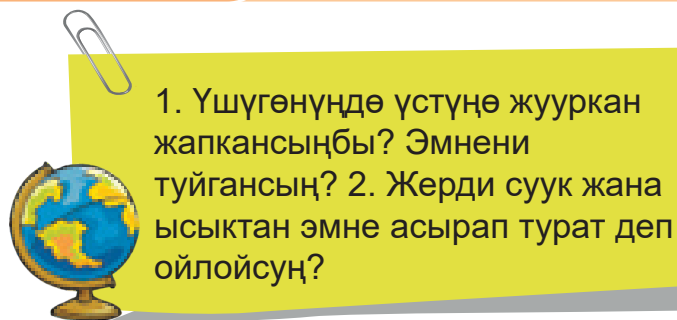 1. Үшүгөнүңдө үстүңө жууркан
жапкансыңбы? Эмнени
туйгансың? 2. Жерди суук жана
ысыктан эмне асырап турат деп
ойлойсуң?